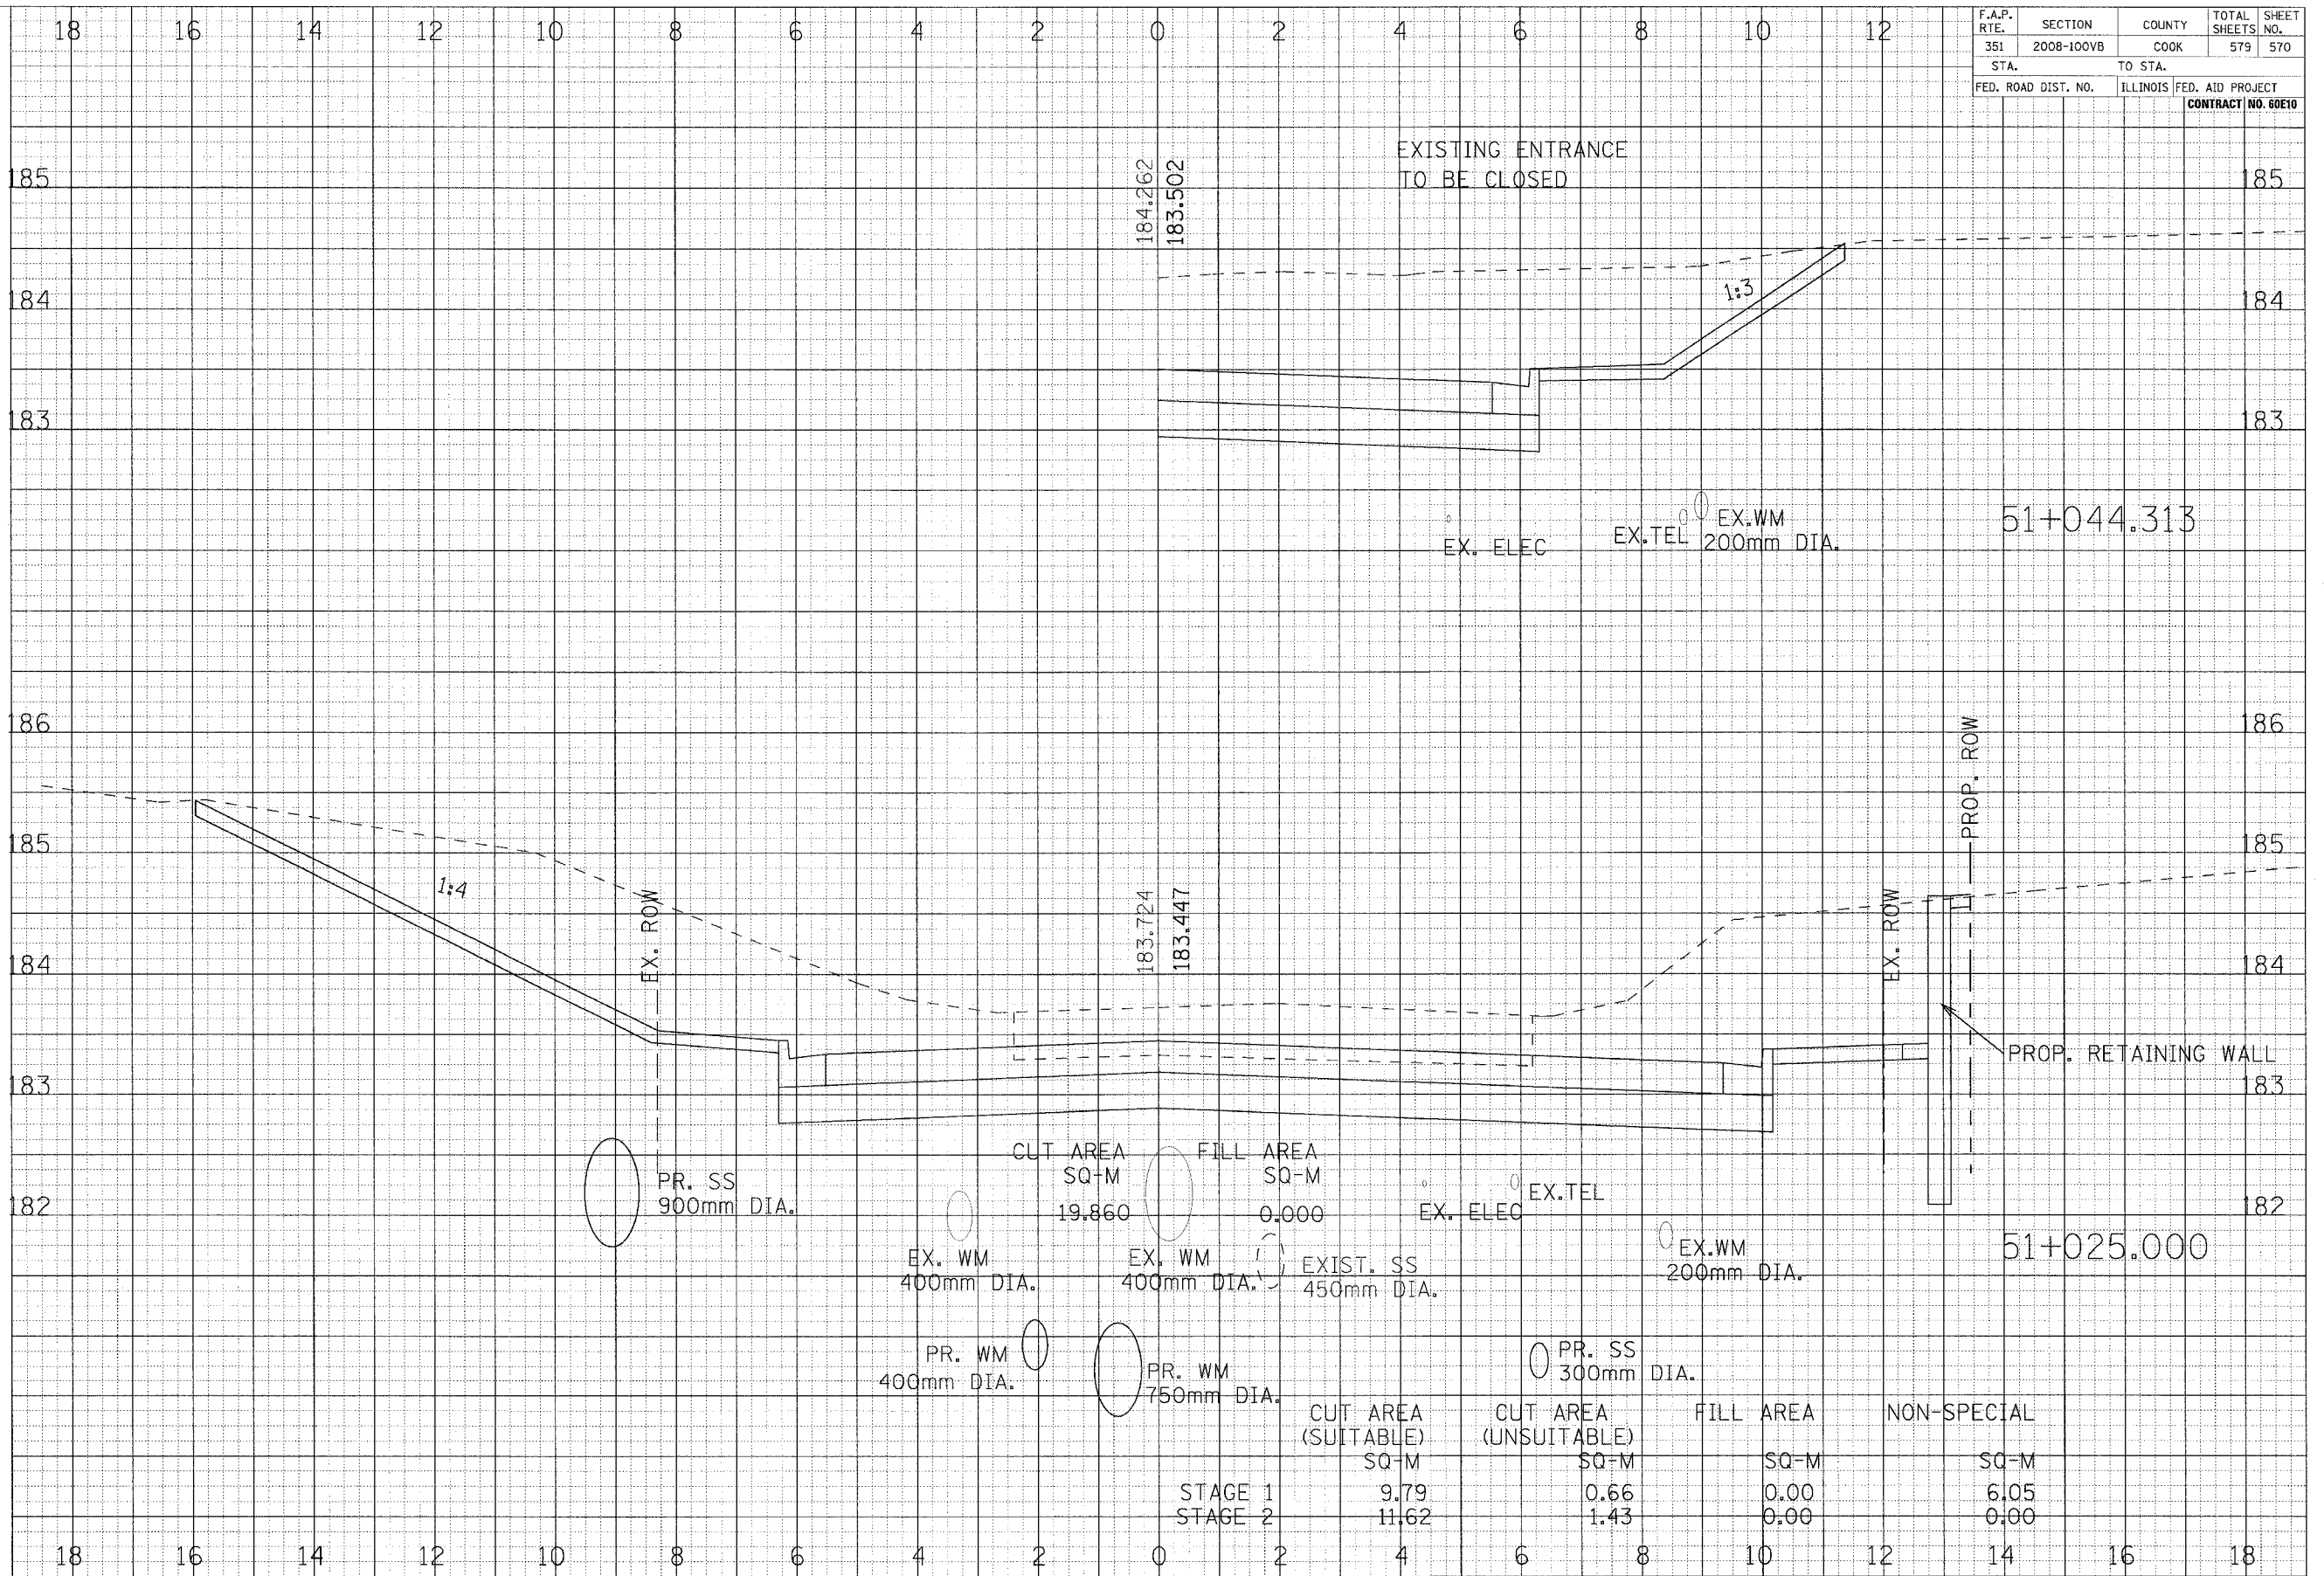 18 16 14 12 10 8 6 4 2 0 2 4 6 8 10 12
F.A.P. RTE. SECTION COUNTY TOTAL SHEETS SHEET NO.
351 2008-100VB COOK 579 570
STA. TO STA.
FED. ROAD DIST. NO. ILLINOIS FED. AID PROJECT
CONTRACT NO. 60E10
EXISTING ENTRANCE
TO BE CLOSED
184.262
183.502
185 185
1:3
184 184
183 183
EX. ELEC
EX.TEL
EX.WM
200mm DIA.
51+044.313
186 186
PROP. ROW
185 185
1:4
EX. ROW
183.724
183.447
EX. ROW
184 184
PROP. RETAINING WALL
183 183
PR. SS
900mm DIA.
CUT AREA FILL AREA
SQ-M SQ-M
19.860 0.000
EX. ELEC
EX.TEL
182 182
EX. WM
400mm DIA.
EX. WM
400mm DIA.
EXIST. SS
450mm DIA.
EX.WM
200mm DIA.
51+025.000
PR. WM
400mm DIA.
PR. WM
750mm DIA.
PR. SS
300mm DIA.
CUT AREA CUT AREA FILL AREA NON-SPECIAL
(SUITABLE) (UNSUITABLE)
SQ-M SQ-M SQ-M SQ-M
STAGE 1 9.79 0.66 0.00 6.05
STAGE 2 11.62 1.43 0.00 0.00
18 16 14 12 10 8 6 4 2 0 2 4 6 8 10 12 14 16 18